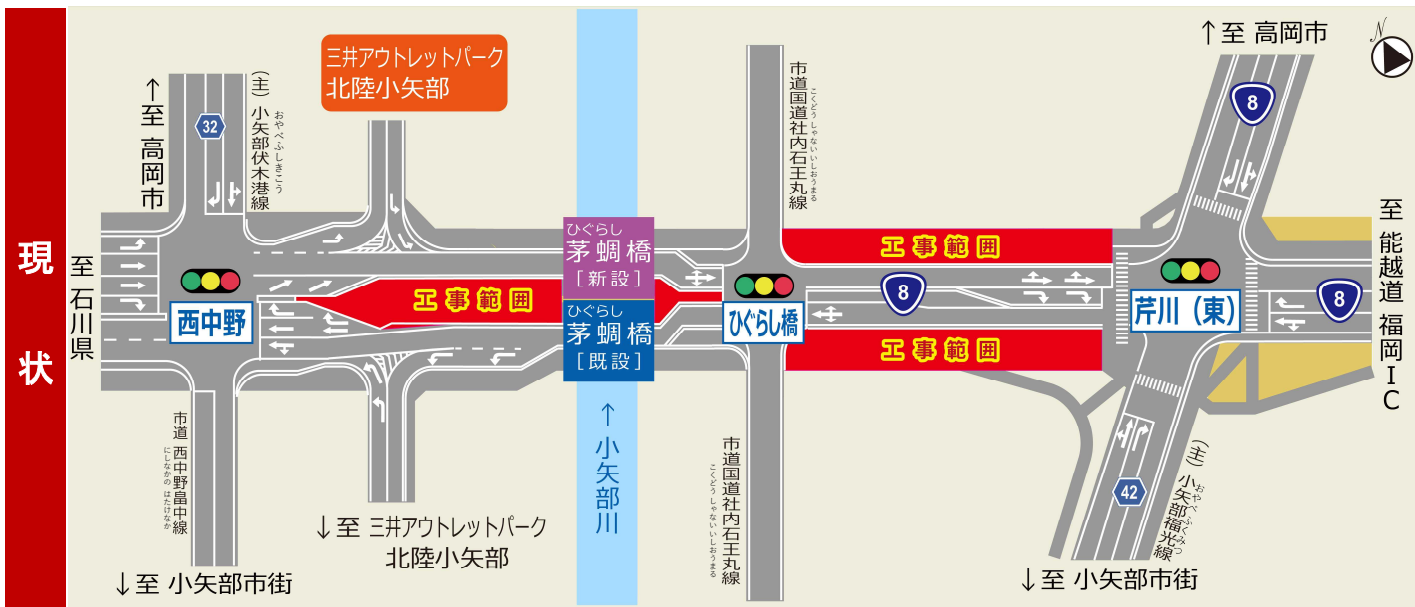 現状
↑至 高岡市
32
(主)小矢部伏木港線
おやべふしきこう
三井アウトレットパーク
北陸小矢部
市道国道社内石王丸線
こくどうしゃないいしおうまる
↑至 高岡市
8
N
至 石川県
西中野
工事範囲
ひぐらし
茅蜩橋
[新設]
ひぐらし
茅蜩橋
[既設]
ひぐらし橋
工事範囲
8
工事範囲
芹川(東)
8
至 能越道 福岡IC
市道 西中野畠中線
にしなかの はたけなか
↓至 小矢部市街
↓至 三井アウトレットパーク
北陸小矢部
↑小矢部川
市道国道社内石王丸線
こくどうしゃないいしおうまる
42
(主)小矢部福光線
おやべふくみつ
↓至 小矢部市街